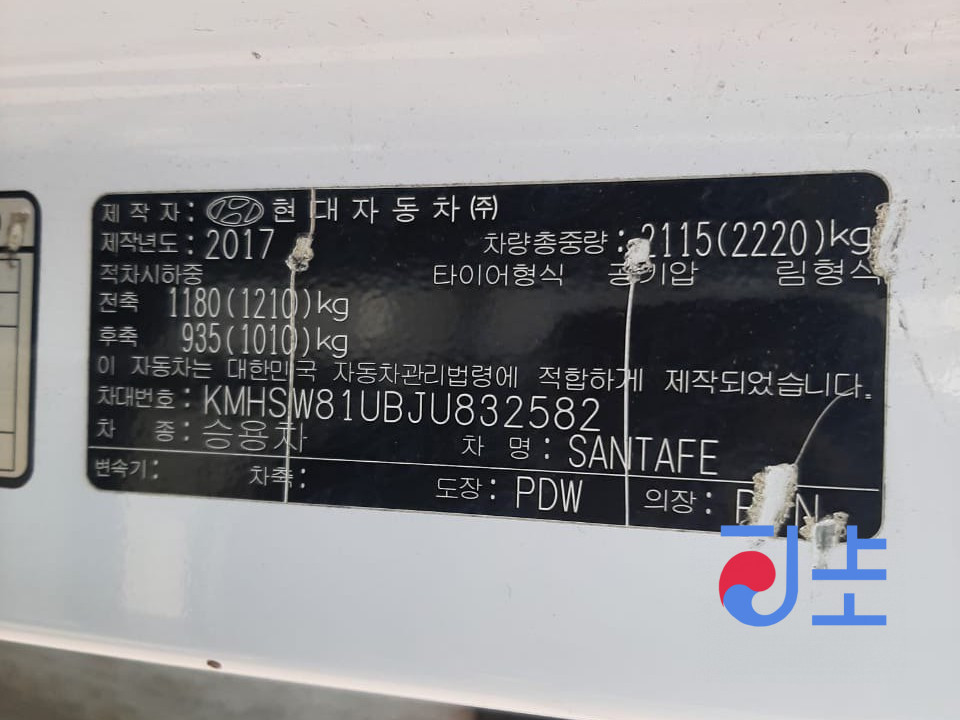 제작자: 현대자동차㈜
제작년도: 2017 차량총중량: 2115(2220)kg
적차시하중 타이어형식 공기압 림형식
전축 1180(1210)kg
후축 935(1010)kg
이 자동차는 대한민국 자동차관리법령에 적합하게 제작되었습니다.
차대번호: KMHSW81UBJU832582
차 종: 승용차 차 명: SANTAFE
변속기: 차축: 도장: PDW 의장: